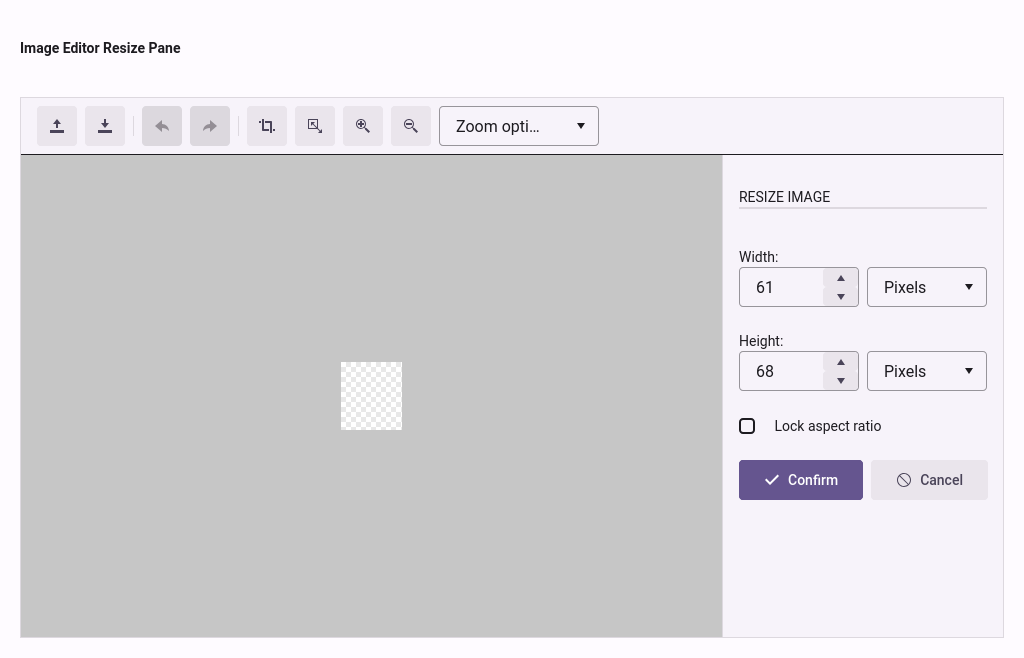 Image Editor Resize Pane
Zoom opti...
RESIZE IMAGE
Width:
61
Pixels
Height:
68
Pixels
Lock aspect ratio
Confirm
Cancel